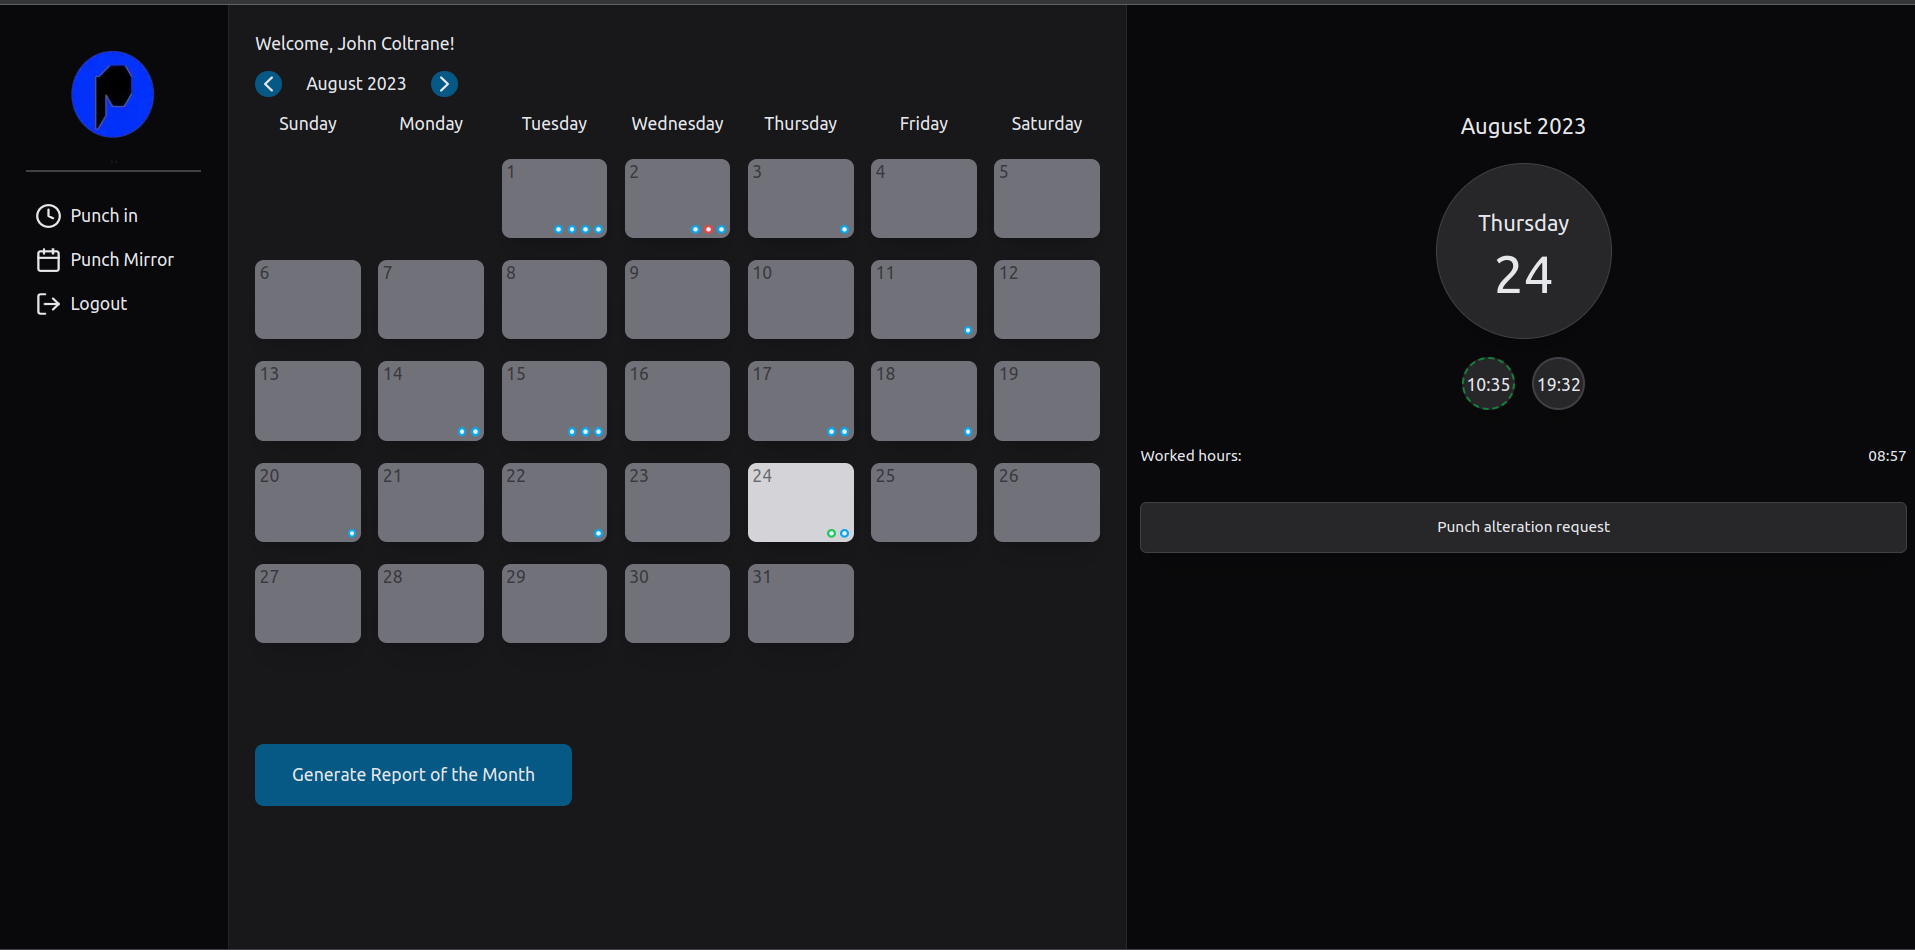 Punch in
Punch Mirror
Logout
Welcome, John Coltrane!
August 2023
Sunday Monday Tuesday Wednesday Thursday Friday Saturday
1 2 3 4 5
6 7 8 9 10 11 12
13 14 15 16 17 18 19
20 21 22 23 24 25 26
27 28 29 30 31
Generate Report of the Month
August 2023
Thursday
24
10:35 19:32
Worked hours: 08:57
Punch alteration request